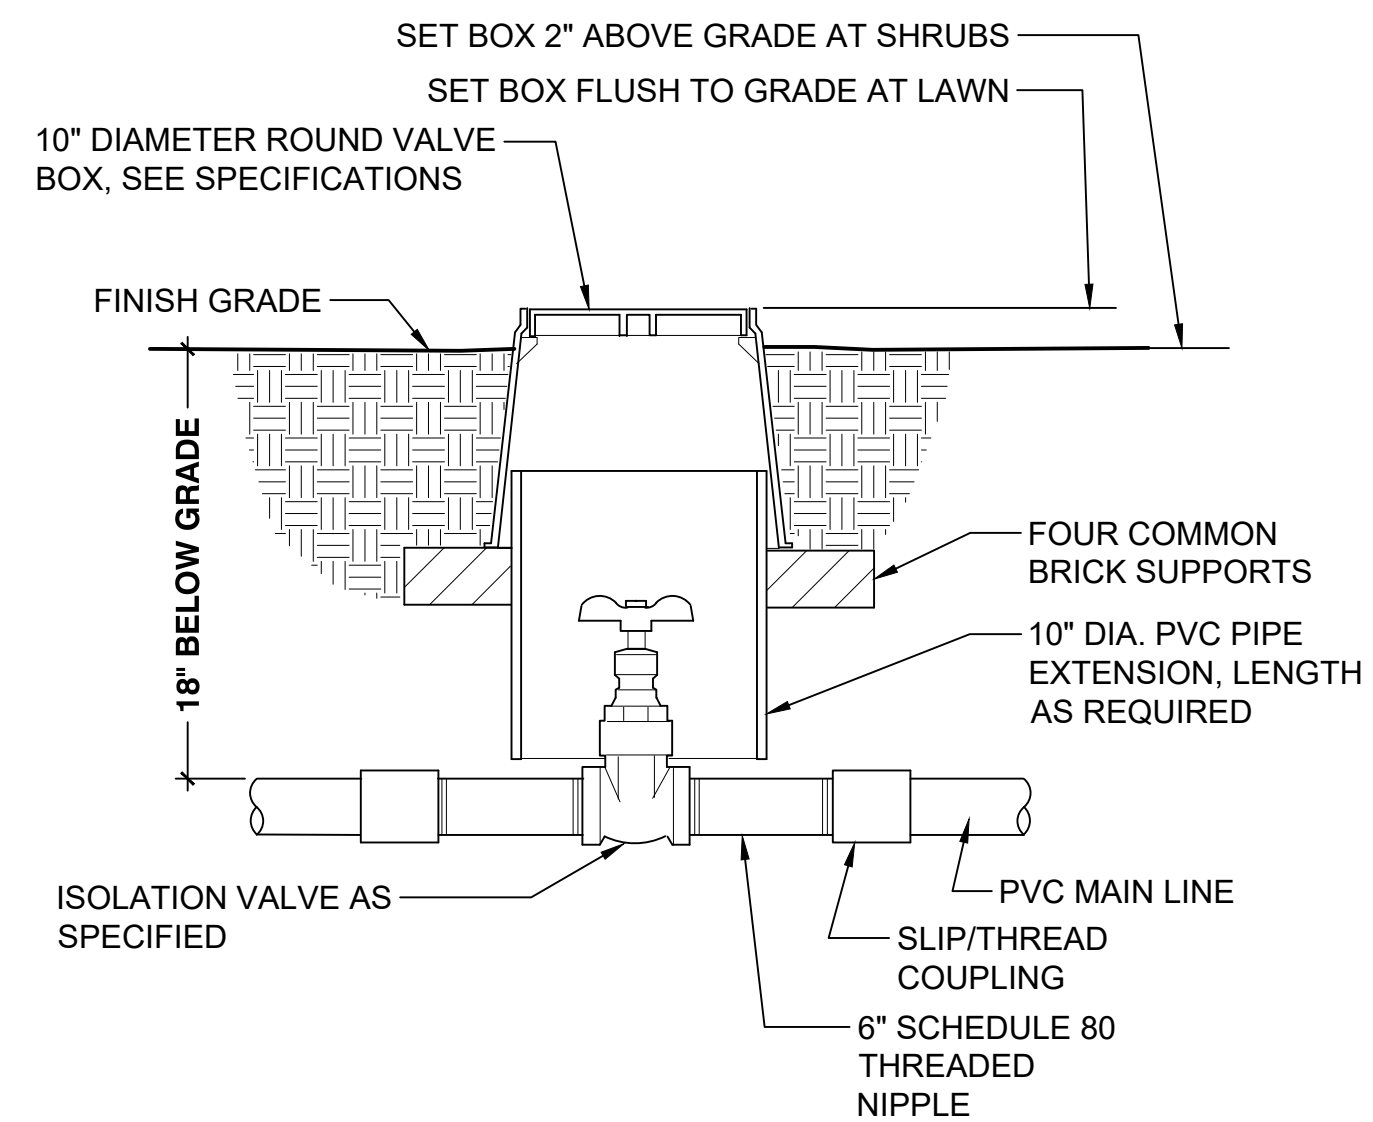 SET BOX 2" ABOVE GRADE AT SHRUBS
SET BOX FLUSH TO GRADE AT LAWN
10" DIAMETER ROUND VALVE
BOX, SEE SPECIFICATIONS
FINISH GRADE
18" BELOW GRADE
FOUR COMMON
BRICK SUPPORTS
10" DIA. PVC PIPE
EXTENSION, LENGTH
AS REQUIRED
ISOLATION VALVE AS
SPECIFIED
PVC MAIN LINE
SLIP/THREAD
COUPLING
6" SCHEDULE 80
THREADED
NIPPLE